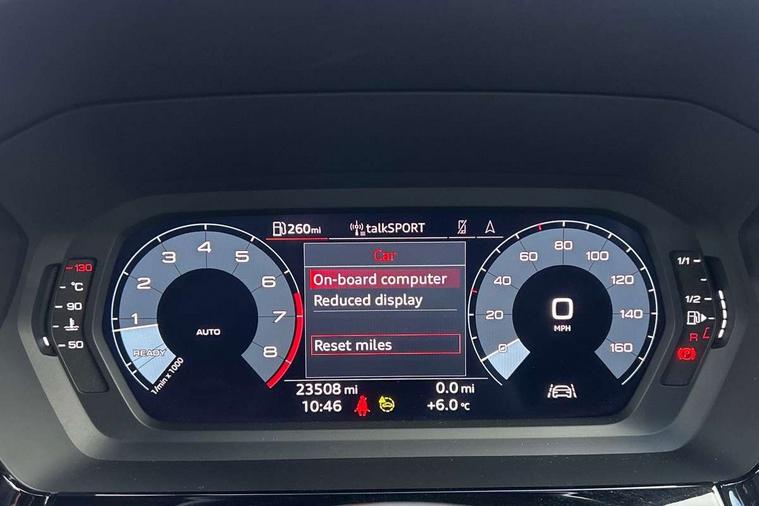 260mi
talkSPORT
Car
On-board computer
Reduced display
Reset miles
23508 mi
0.0 mi
10:46
+6.0 °C
1
2
3
4
5
6
7
8
READY
AUTO
1/min x 1000
0
20
40
60
80
100
120
140
160
0
MPH
130
°C
90
50
1/1
1/2
R